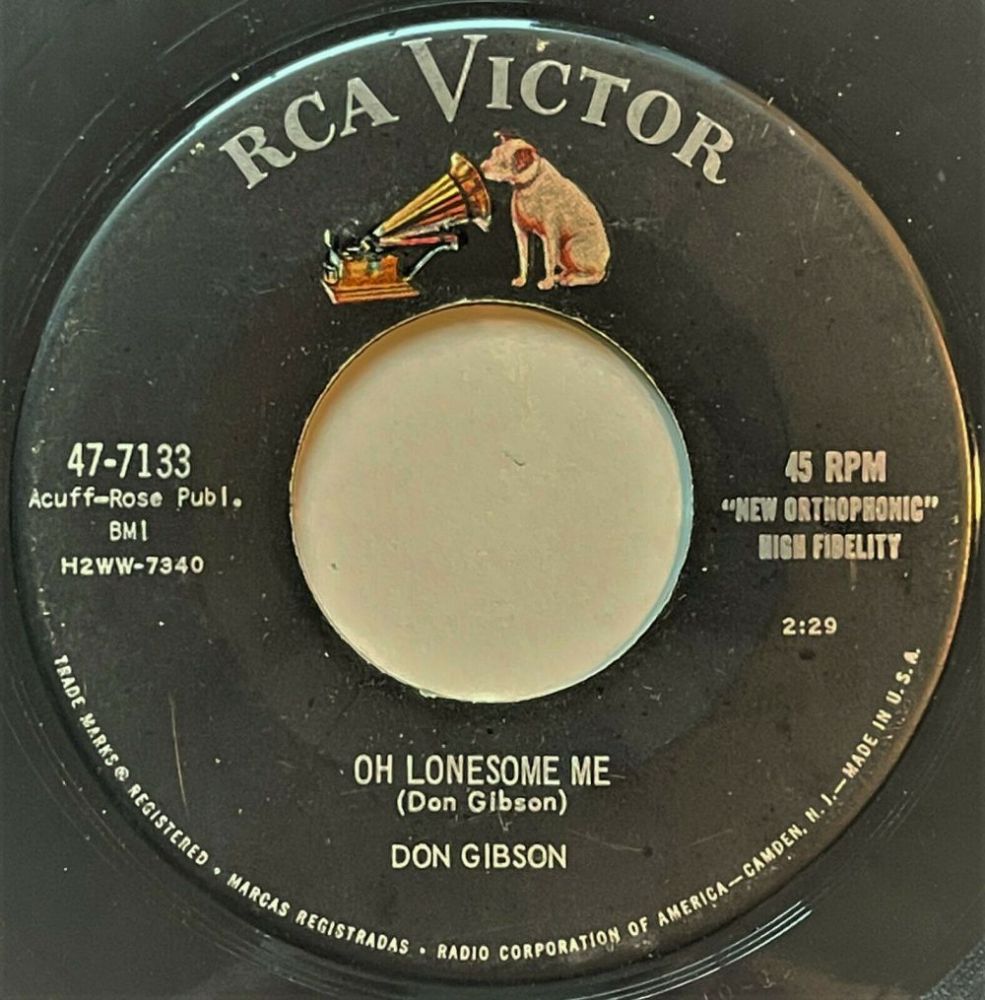 RCA VICTOR
47-7133
Acuff-Rose Publ.
BMI
H2WW-7340
45 RPM
"NEW ORTHOPHONIC"
HIGH FIDELITY
2:29
OH LONESOME ME
(Don Gibson)
DON GIBSON
TRADE MARKS ® REGISTERED • MARCAS REGISTRADAS • RADIO CORPORATION OF AMERICA—CAMDEN, N. J.—MADE IN U. S. A.